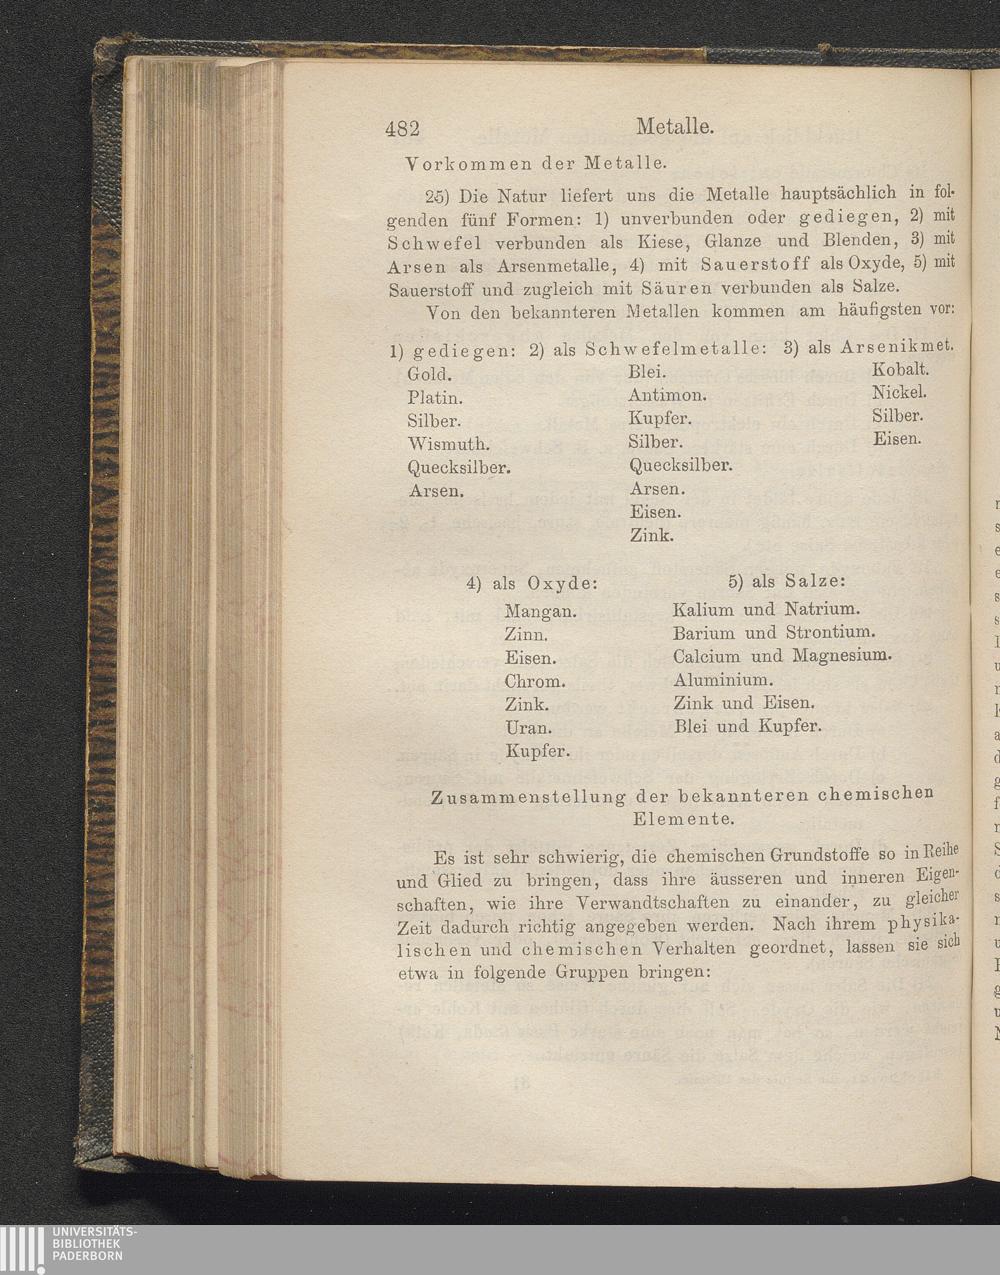 482 Metalle.
Vorkommen der Metalle.
25) Die Natur liefert uns die Metalle hauptsächlich in fol-
genden fünf Formen: 1) unverbunden oder gediegen, 2) mit
Schwefel verbunden als Kiese, Glanze und Blenden, 3) mit
Arsen als Arsenmetalle, 4) mit Sauerstoff als Oxyde, 5) mit
Sauerstoff und zugleich mit Säuren verbunden als Salze.
Von den bekannteren Metallen kommen am häufigsten vor:
1) gediegen: 2) als Schwefelmetalle: 3) als Arsenikmet.
Gold. Blei. Kobalt.
Platin. Antimon. Nickel.
Silber. Kupfer. Silber.
Wismuth. Silber. Eisen.
Quecksilber. Quecksilber.
Arsen. Arsen.
Eisen.
Zink.
4) als Oxyde: 5) als Salze:
Mangan. Kalium und Natrium.
Zinn. Barium und Strontium.
Eisen. Calcium und Magnesium.
Chrom. Aluminium.
Zink. Zink und Eisen.
Uran. Blei und Kupfer.
Kupfer.
Zusammenstellung der bekannteren chemischen
Elemente.
Es ist sehr schwierig, die chemischen Grundstoffe so in Reihe
und Glied zu bringen, dass ihre äusseren und inneren Eigen-
schaften, wie ihre Verwandtschaften zu einander, zu gleicher
Zeit dadurch richtig angegeben werden. Nach ihrem physika-
lischen und chemischen Verhalten geordnet, lassen sie sich
etwa in folgende Gruppen bringen:
UNIVERSITÄTS-
BIBLIOTHEK
PADERBORN